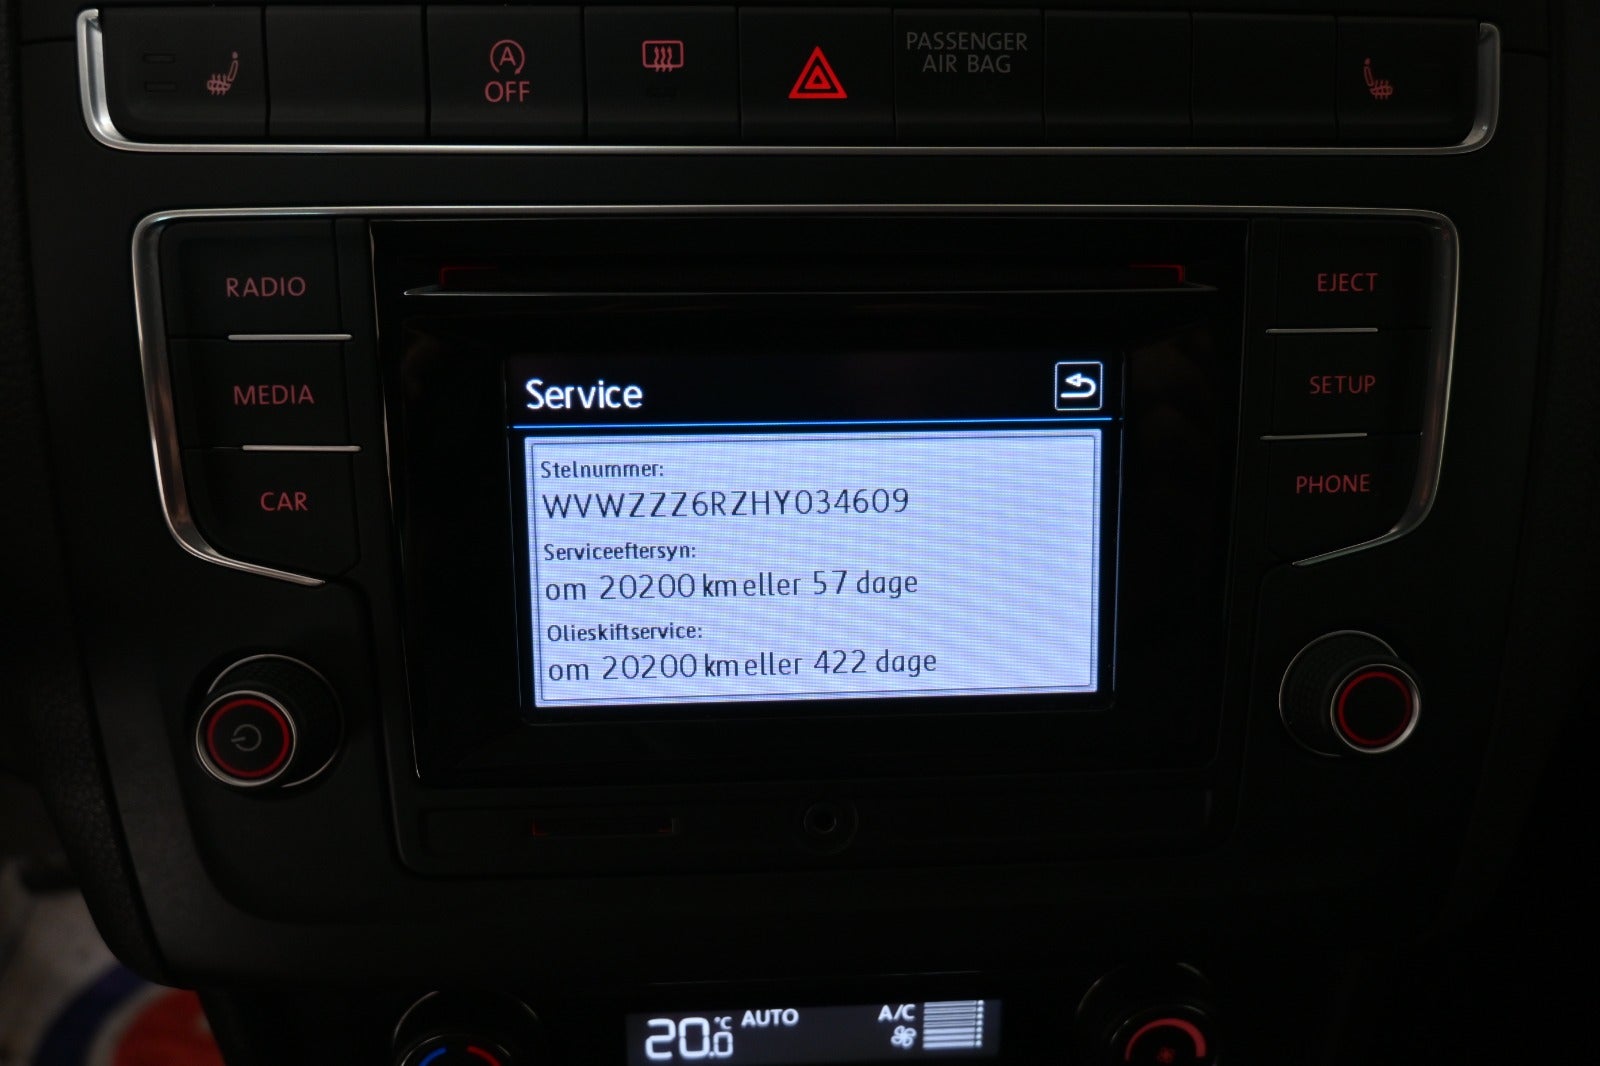 A
OFF
PASSENGER
AIR BAG
RADIO
MEDIA
CAR
EJECT
SETUP
PHONE
Service
Stelnummer:
WVWZZZ6RZHY034609
Serviceeftersyn:
om 20200 km eller 57 dage
Olieskiftservice:
om 20200 km eller 422 dage
20.0 °C AUTO A/C